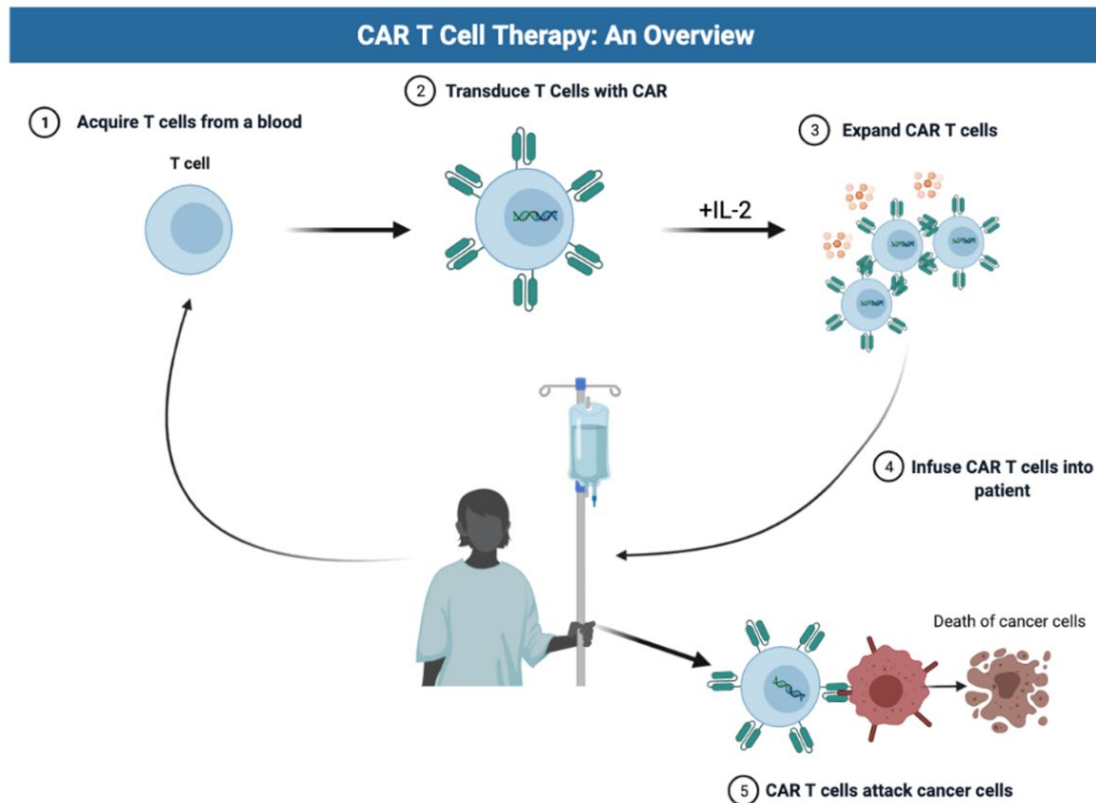 CAR T Cell Therapy: An Overview
1 Acquire T cells from a blood
T cell
2 Transduce T Cells with CAR
+IL-2
3 Expand CAR T cells
4 Infuse CAR T cells into
patient
Death of cancer cells
5 CAR T cells attack cancer cells